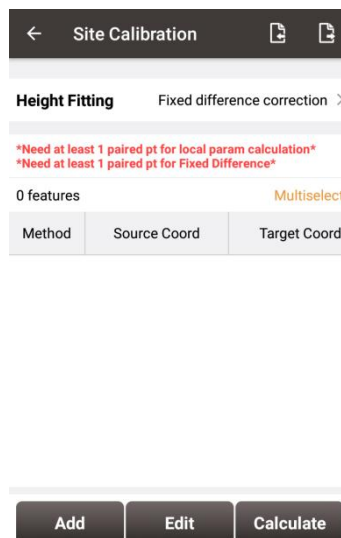 Site Calibration
Height Fitting Fixed difference correction
*Need at least 1 paired pt for local param calculation*
*Need at least 1 paired pt for Fixed Difference*
0 features Multiselect
Method Source Coord Target Coord
Add Edit Calculate